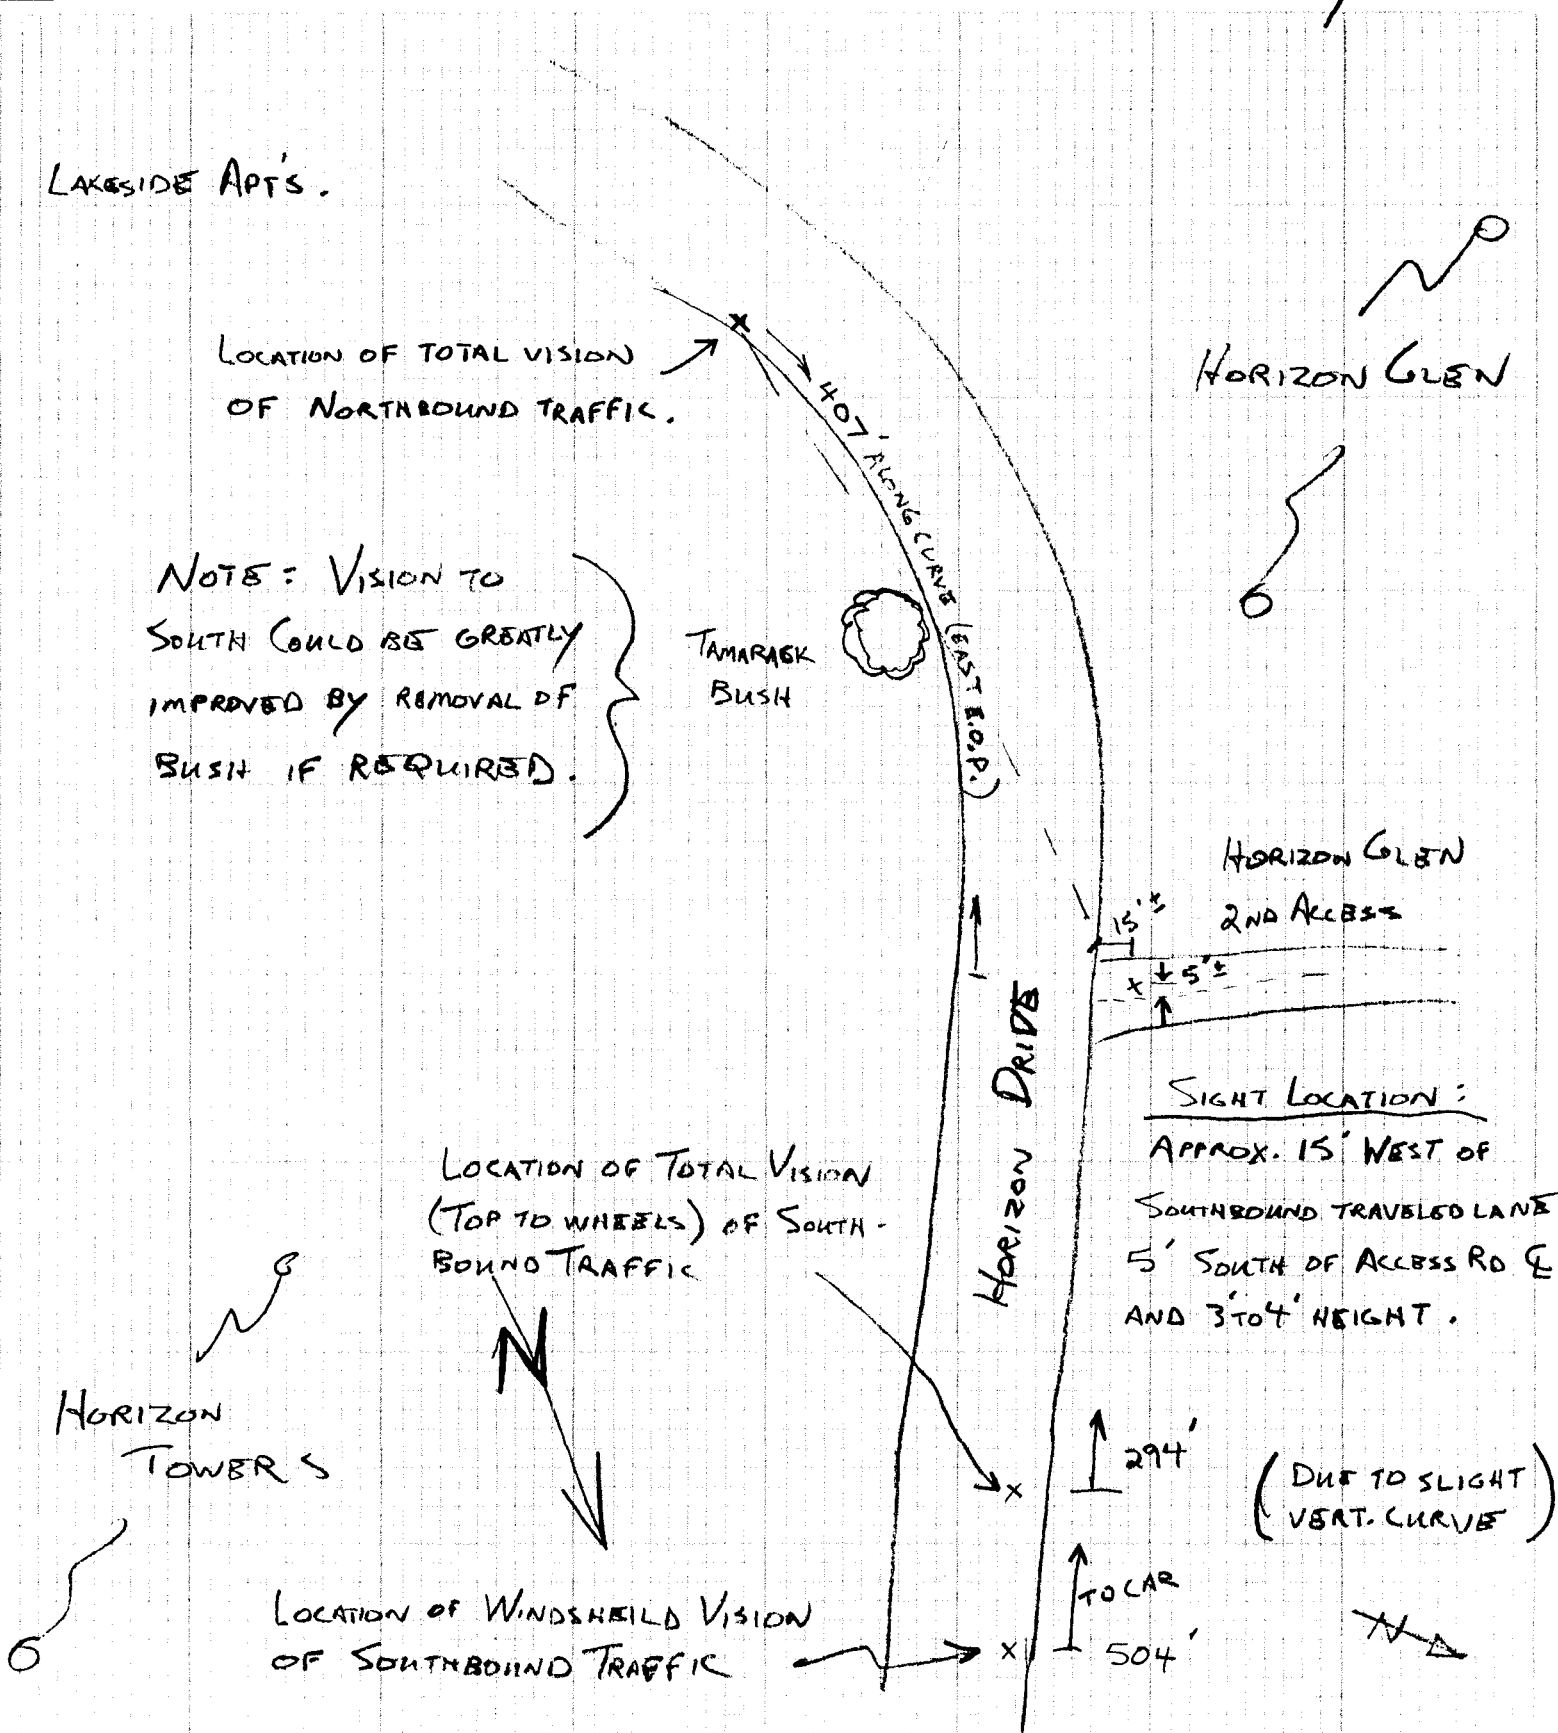 LAKESIDE APT'S.
LOCATION OF TOTAL VISION
OF NORTHBOUND TRAFFIC.
407' ALONG CURVE (EAST E.O.P.)
HORIZON GLEN
NOTE: VISION TO
SOUTH COULD BE GREATLY
IMPROVED BY REMOVAL OF
BUSH IF REQUIRED.
TAMARACK
BUSH
HORIZON GLEN
2ND ACCESS
15'±
5'±
HORIZON DRIVE
SIGHT LOCATION:
APPROX. 15' WEST OF
SOUTHBOUND TRAVELED LANE
5' SOUTH OF ACCESS RD ℄
AND 3' TO 4' HEIGHT.
LOCATION OF TOTAL VISION
(TOP TO WHEELS) OF SOUTH-
BOUND TRAFFIC
N
HORIZON
TOWERS
294'
(DUE TO SLIGHT
VERT. CURVE)
TO CAR
504'
LOCATION OF WINDSHEILD VISION
OF SOUTHBOUND TRAFFIC
N